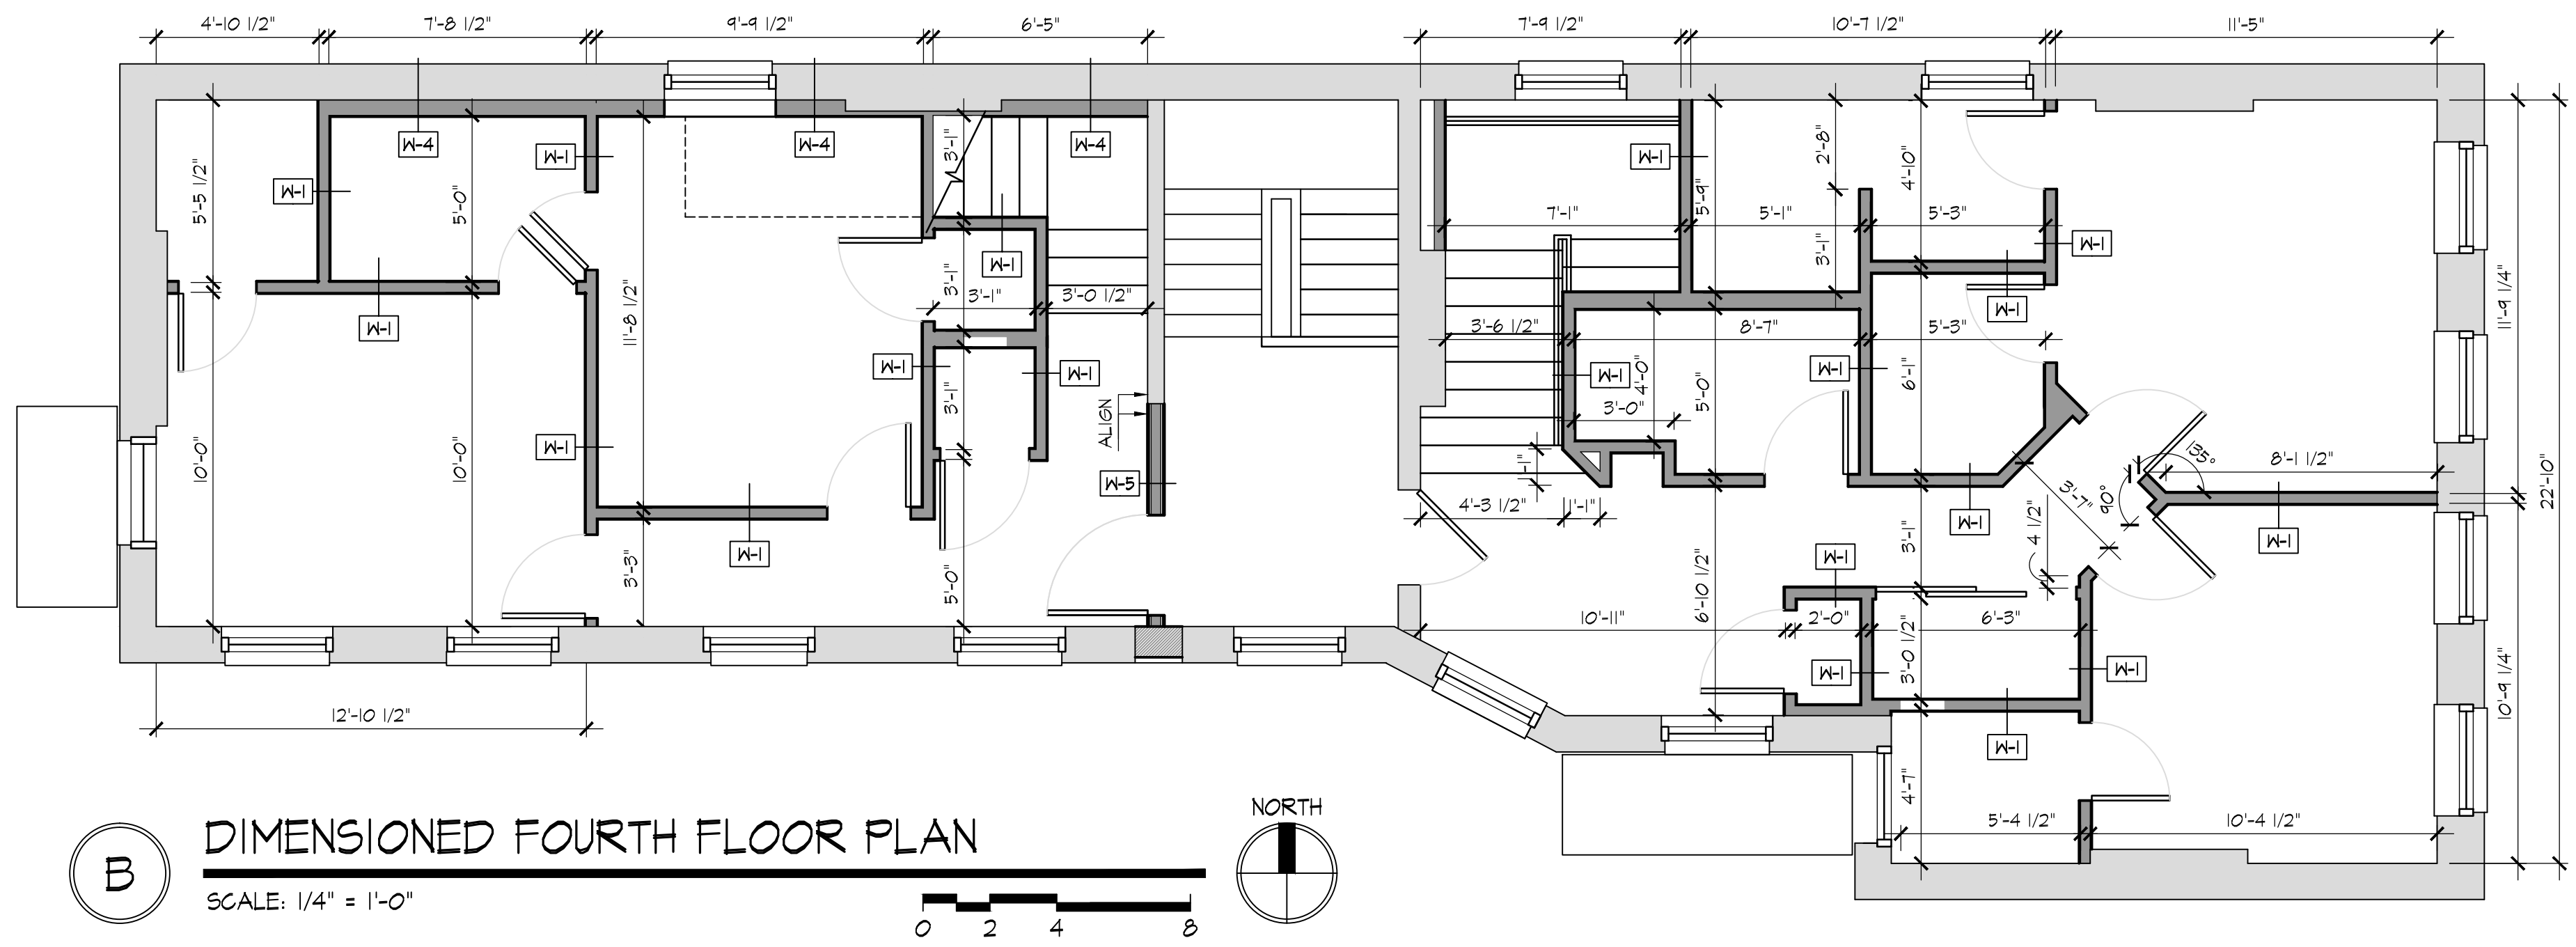 4'-10 1/2" 7'-8 1/2" 9'-9 1/2" 6'-5" 7'-9 1/2" 10'-7 1/2" 11'-5"
W-4 W-4 W-4
W-1 W-1
3'-1" 2'-8" 4'-10"
5'-5 1/2" W-1 5'-0" 5'-9"
7'-1" 5'-1" 5'-3"
W-1 W-1
3'-1" 3'-1"
3'-1" 3'-0 1/2" W-1
W-1 11'-8 1/2" 11'-9 1/4"
3'-6 1/2" 8'-7" 5'-3"
W-1 W-1 W-1 W-1
3'-1" 4'-0" 5'-0" 6'-1"
ALIGN 3'-0"
W-1
10'-0" 10'-0" 1'-1" 135° 8'-1 1/2"
W-5 22'-10"
4'-3 1/2" 1'-1" 3'-7" 90°
W-1 4 1/2" W-1
W-1 3'-1"
3'-3" 5'-0" W-1
6'-10 1/2"
10'-11" 2'-0" 6'-3"
3'-0 1/2"
W-1 W-1
10'-9 1/4"
12'-10 1/2"
W-1
4'-7"
5'-4 1/2" 10'-4 1/2"
NORTH
DIMENSIONED FOURTH FLOOR PLAN
B
SCALE: 1/4" = 1'-0"
0 2 4 8